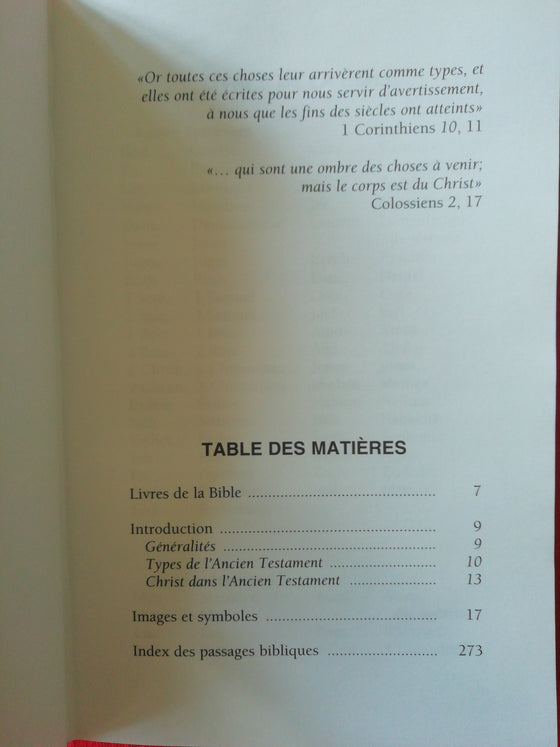 «Or toutes ces choses leur arrivèrent comme types, et
elles ont été écrites pour nous servir d'avertissement,
à nous que les fins des siècles ont atteints»
1 Corinthiens 10, 11
«... qui sont une ombre des choses à venir;
mais le corps est du Christ»
Colossiens 2, 17
TABLE DES MATIÈRES
Livres de la Bible ........................................ 7
Introduction ........................................ 9
Généralités ........................................ 9
Types de l'Ancien Testament ........................ 10
Christ dans l'Ancien Testament .................... 13
Images et symboles .................................... 17
Index des passages bibliques ........................ 273